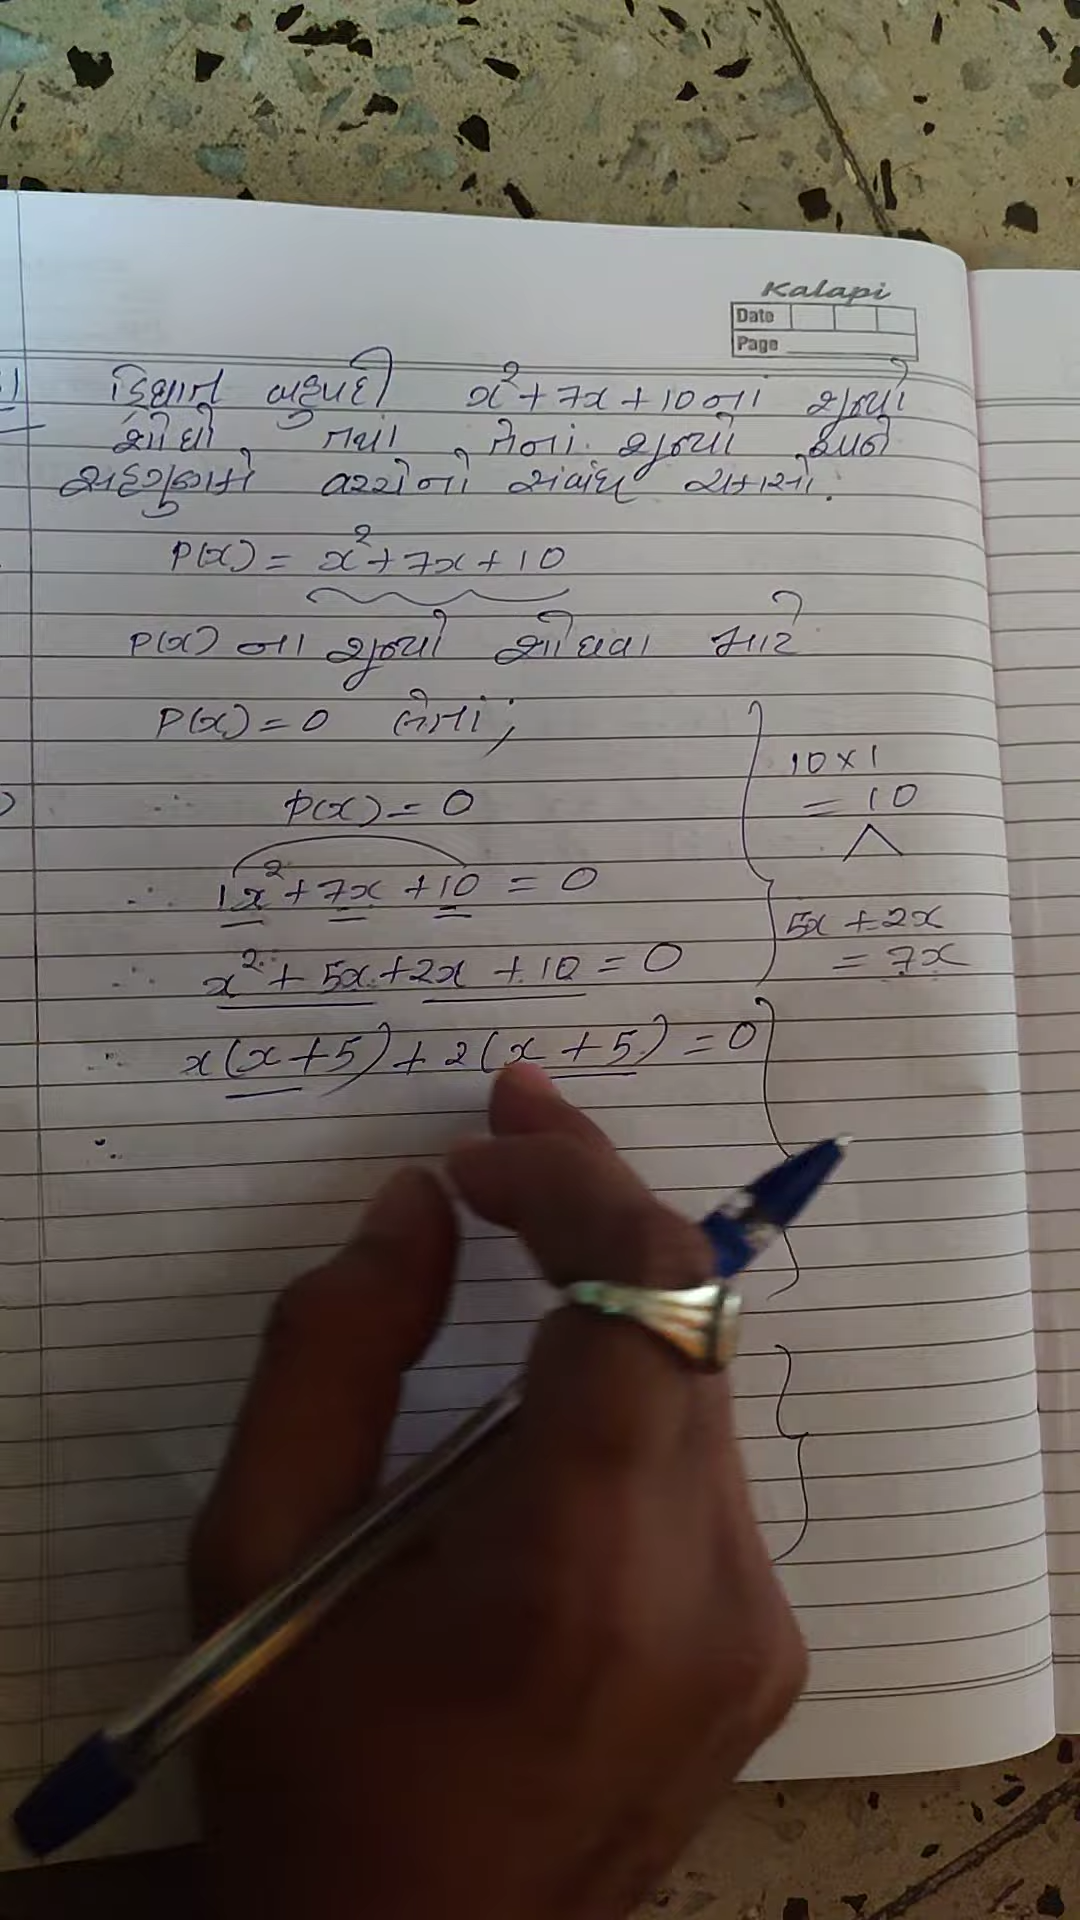 Kalapi
Date
Page
દ્વિઘાત બહુપદી x² + 7x + 10નાં શૂન્યો
શોધો તથા તેનાં શૂન્યો અને
સહગુણકો વચ્ચેનો સંબંધ ચકાસો.
P(x) = x² + 7x + 10
P(x) ના શૂન્યો શોધવા માટે
P(x) = 0 લેતાં;
∴ P(x) = 0
∴ 1x² + 7x + 10 = 0
∴ x² + 5x + 2x + 10 = 0
∴ x(x + 5) + 2(x + 5) = 0
∴
10 × 1
= 10
5x + 2x
= 7x